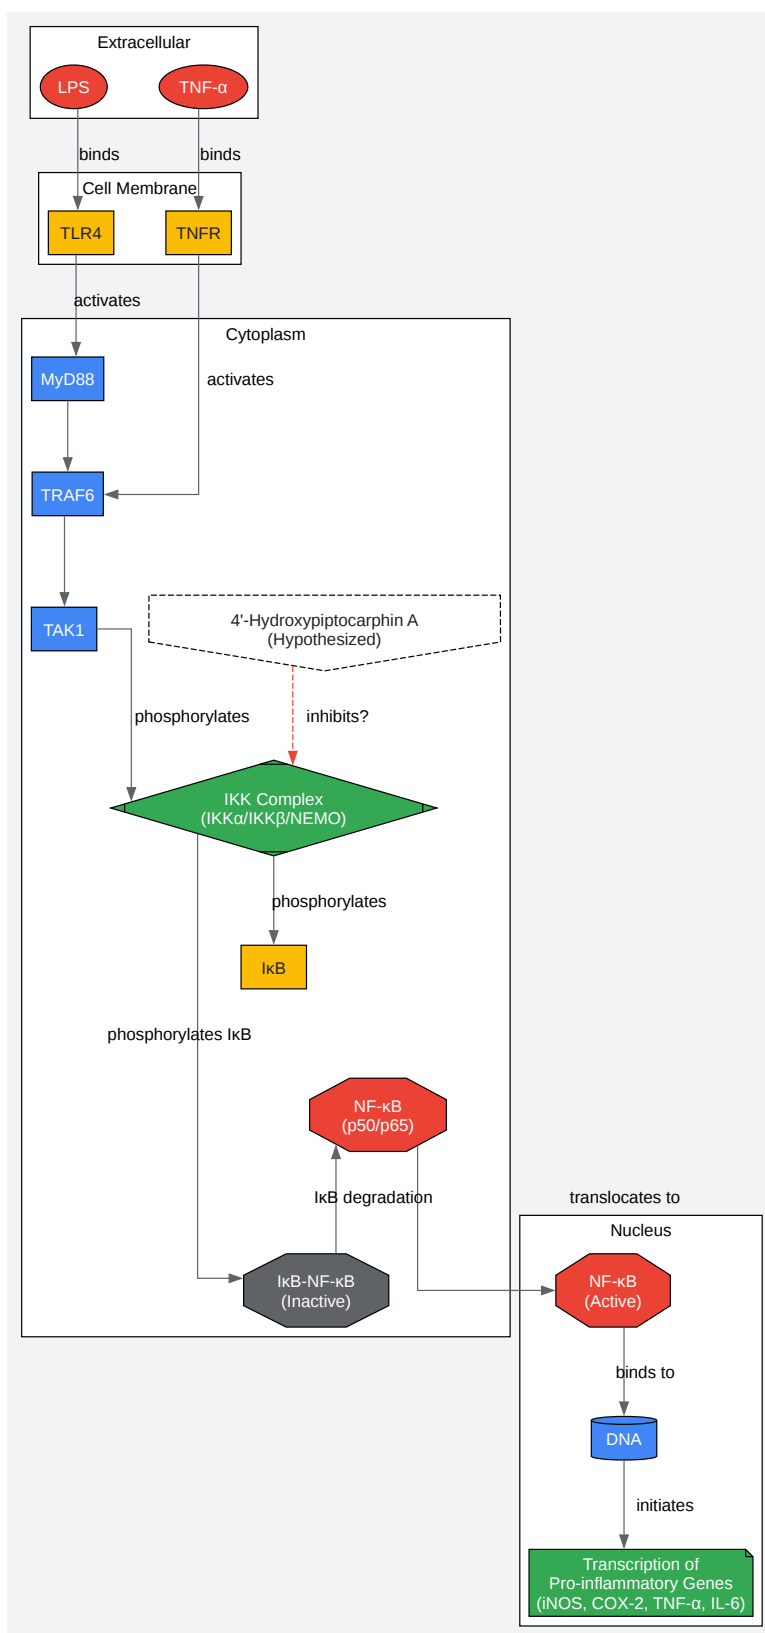 Extracellular
LPS
TNF-α
binds
binds
Cell Membrane
TLR4
TNFR
activates
Cytoplasm
MyD88
activates
TRAF6
TAK1
4'-Hydroxypiptocarphin A
(Hypothesized)
phosphorylates
inhibits?
IKK Complex
(IKKα/IKKβ/NEMO)
phosphorylates
IκB
phosphorylates IκB
NF-κB
(p50/p65)
IκB degradation
translocates to
Nucleus
IκB-NF-κB
(Inactive)
NF-κB
(Active)
binds to
DNA
initiates
Transcription of
Pro-inflammatory Genes
(iNOS, COX-2, TNF-α, IL-6)